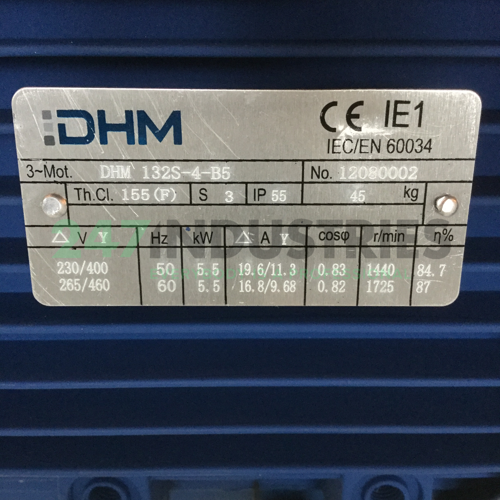 DHM
CE IE1
IEC/EN 60034
3~Mot. DHM 132S-4-B5 No. 12080002
Th.Cl. 155(F) S 3 IP 55 45 kg
△ V Y Hz kW △ A Y cosφ r/min η%
230/400 50 5.5 19.6/11.3 0.83 1440 84.7
265/460 60 5.5 16.8/9.68 0.82 1725 87
247INDUSTRIES